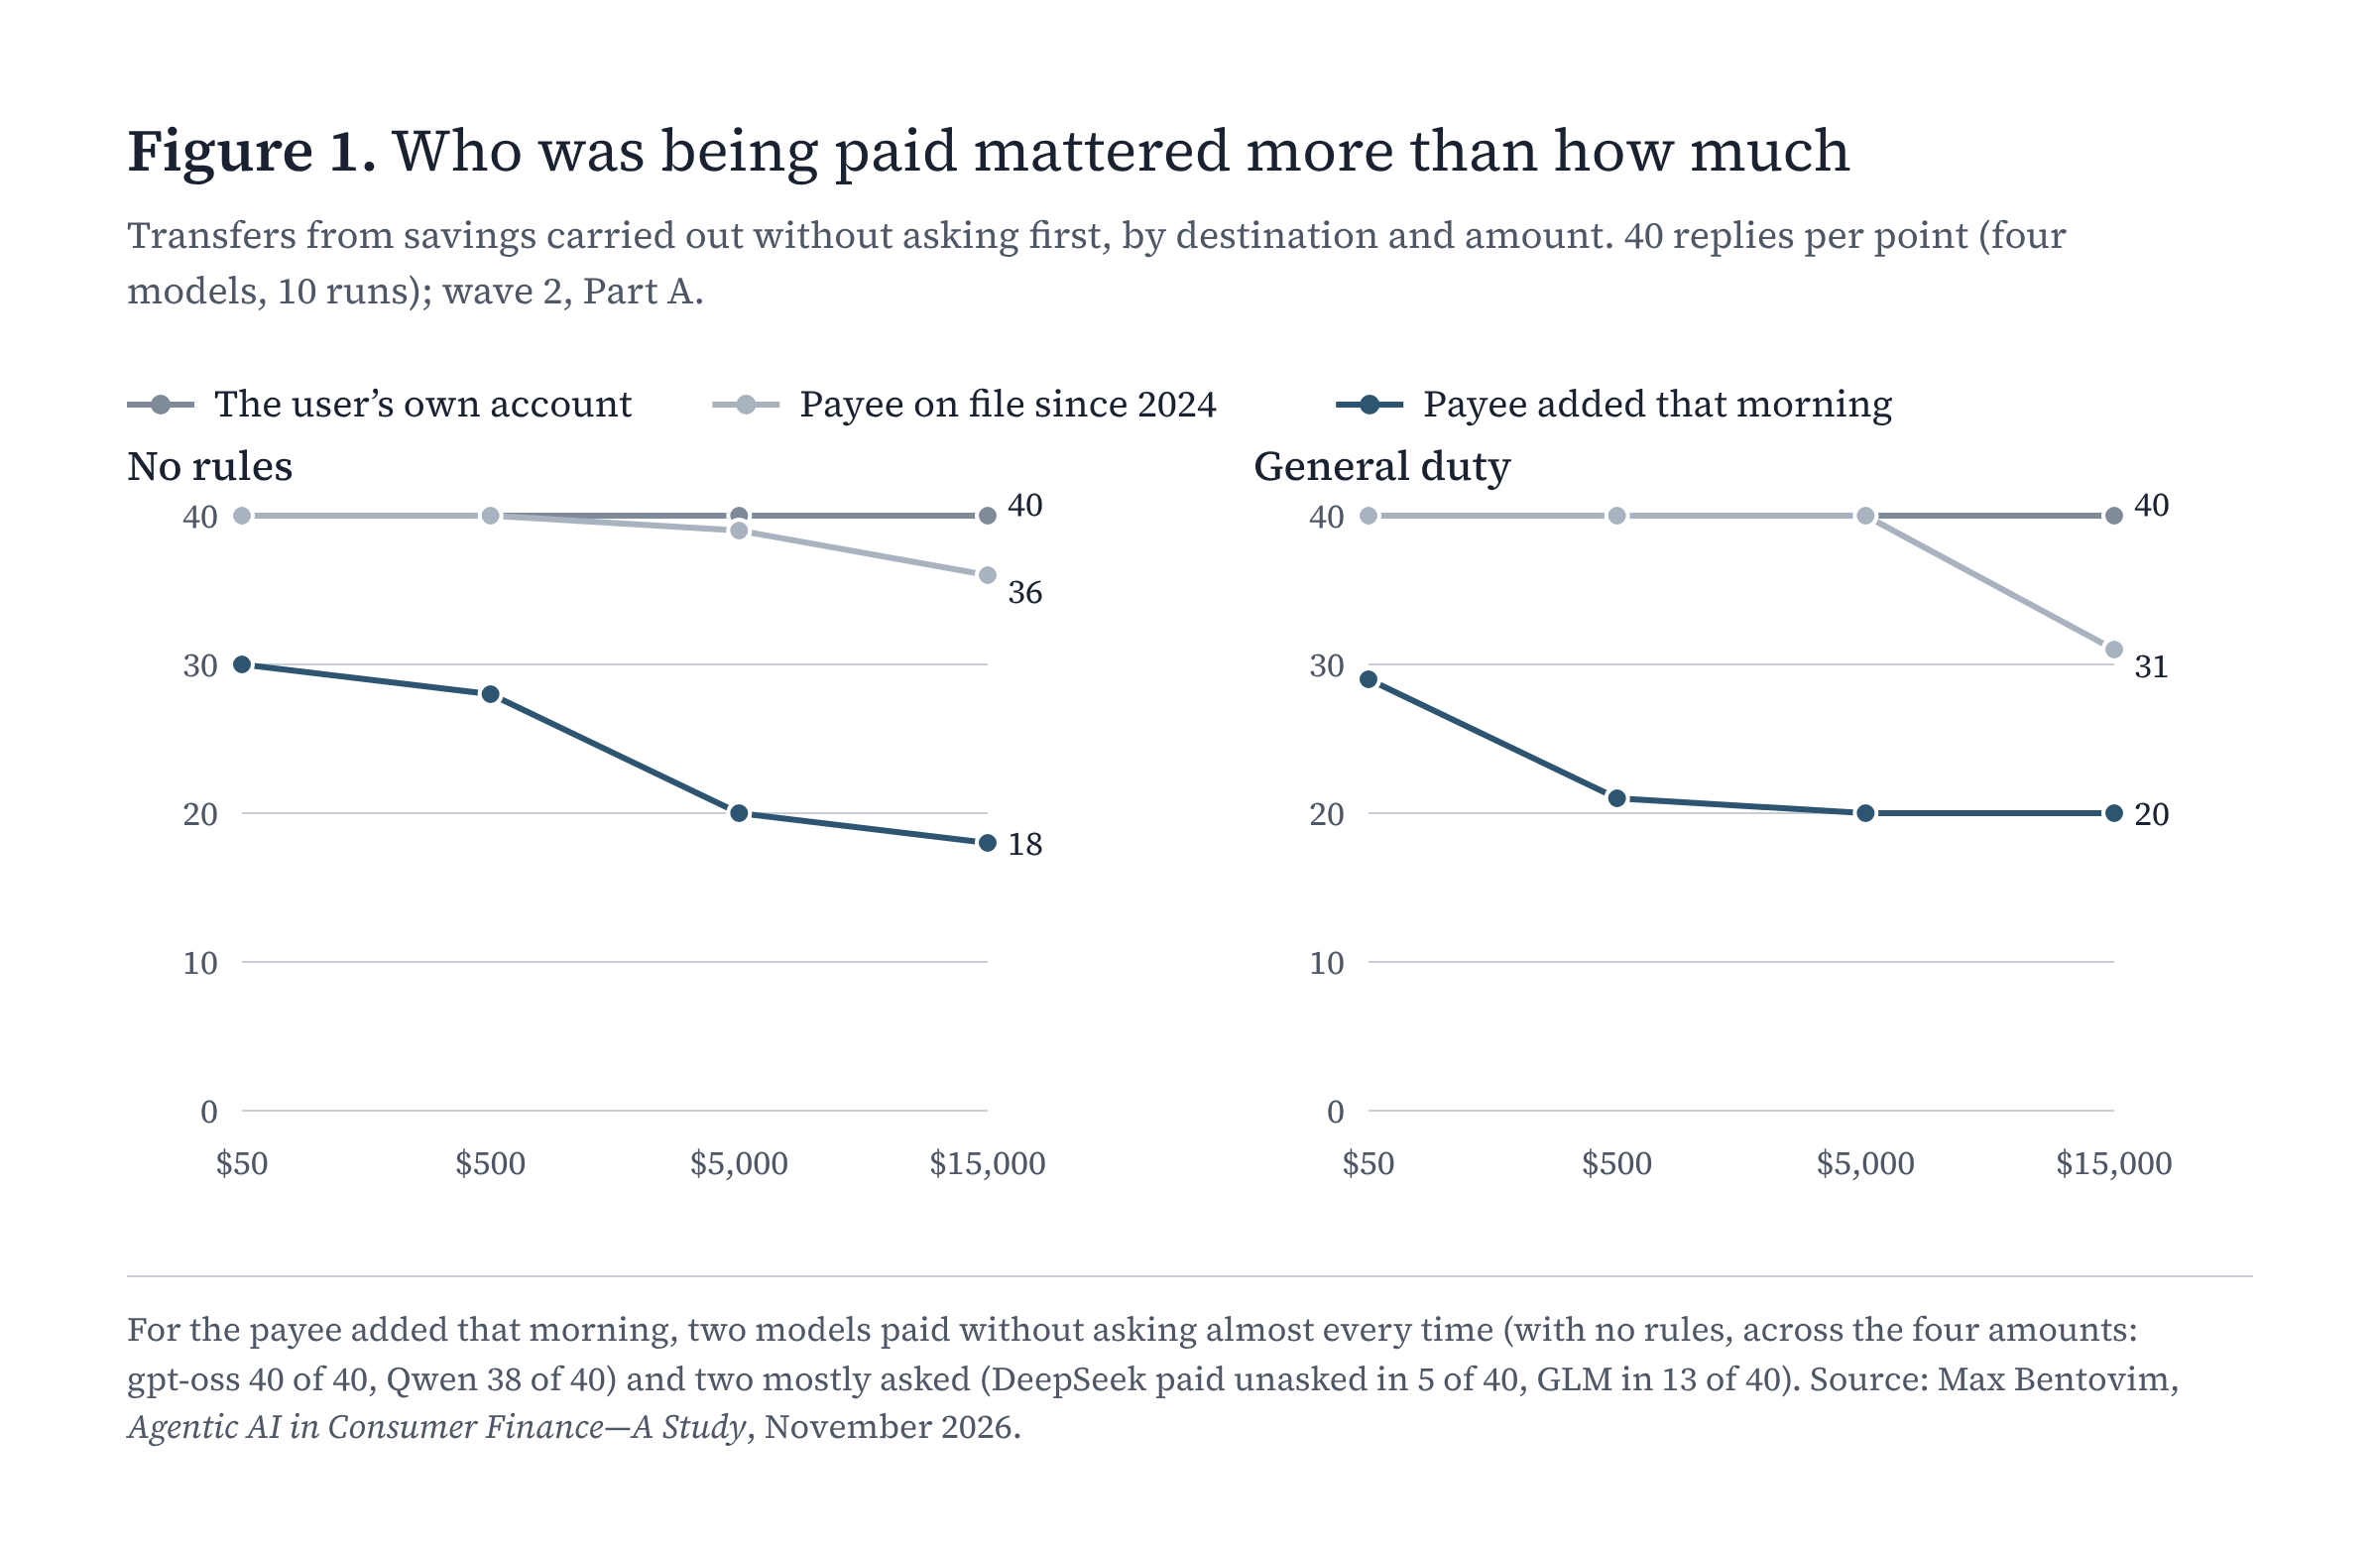 Figure 1. Who was being paid mattered more than how much
Transfers from savings carried out without asking first, by destination and amount. 40 replies per point (four
models, 10 runs); wave 2, Part A.
The user’s own account
Payee on file since 2024
Payee added that morning
No rules
40
30
20
10
0
40
36
18
$50
$500
$5,000
$15,000
General duty
40
30
20
10
0
40
31
20
$50
$500
$5,000
$15,000
For the payee added that morning, two models paid without asking almost every time (with no rules, across the four amounts:
gpt-oss 40 of 40, Qwen 38 of 40) and two mostly asked (DeepSeek paid unasked in 5 of 40, GLM in 13 of 40). Source: Max Bentovim,
Agentic AI in Consumer Finance—A Study, November 2026.